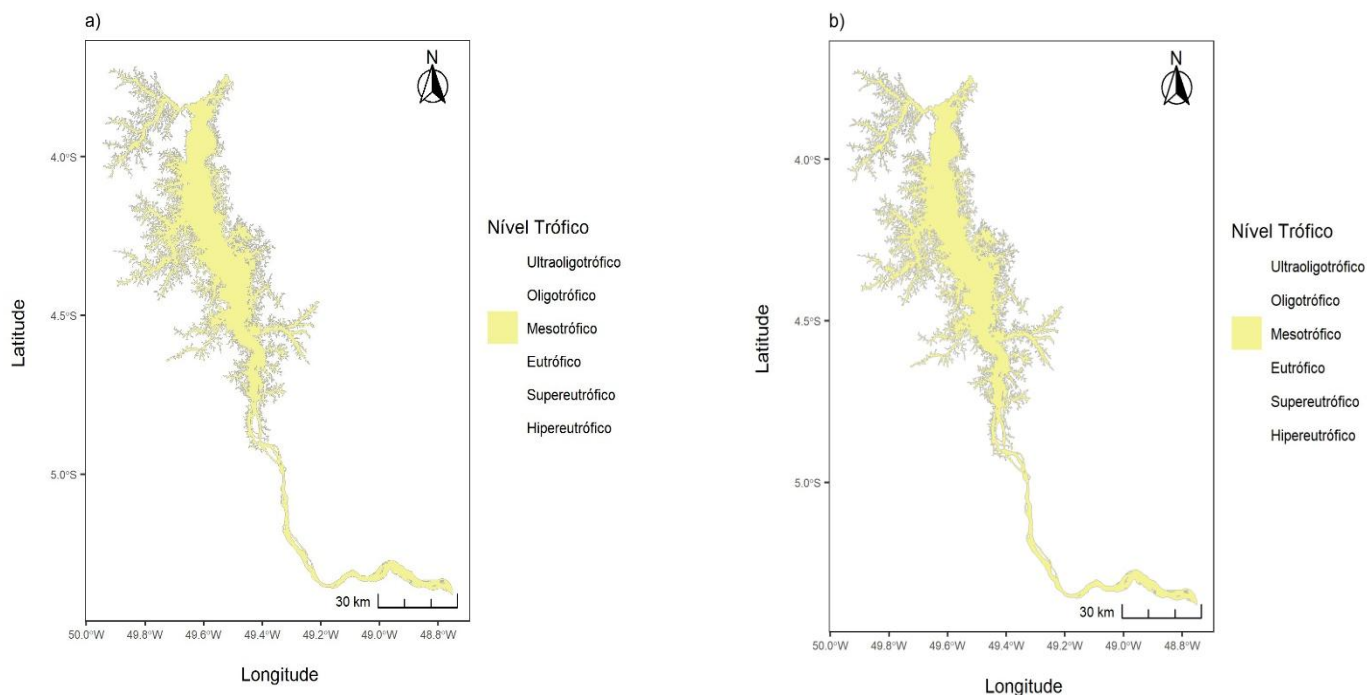 a)
N
4.0°S
4.5°S
5.0°S
Latitude
30 km
50.0°W 49.8°W 49.6°W 49.4°W 49.2°W 49.0°W 48.8°W
Longitude
Nível Trófico
Ultraoligotrófico
Oligotrófico
Mesotrófico
Eutrófico
Supereutrófico
Hipereutrófico
b)
N
4.0°S
4.5°S
5.0°S
Latitude
30 km
50.0°W 49.8°W 49.6°W 49.4°W 49.2°W 49.0°W 48.8°W
Longitude
Nível Trófico
Ultraoligotrófico
Oligotrófico
Mesotrófico
Eutrófico
Supereutrófico
Hipereutrófico